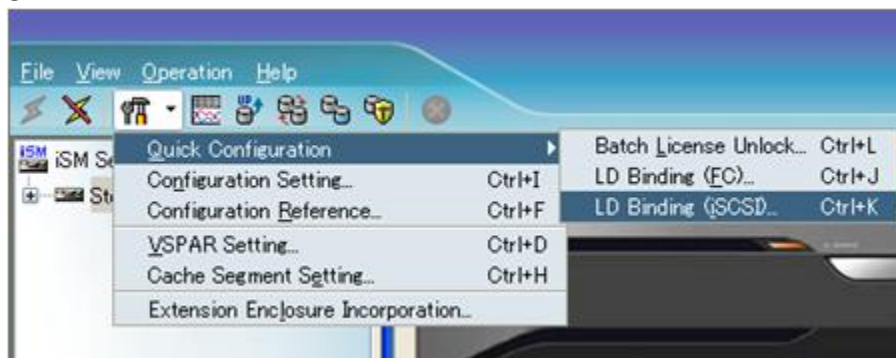 File View Operation Help
iSM iSM Se
St
Quick Configuration
Configuration Setting... Ctrl+I
Configuration Reference... Ctrl+F
VSPAR Setting... Ctrl+D
Cache Segment Setting... Ctrl+H
Extension Enclosure Incorporation...
Batch License Unlock... Ctrl+L
LD Binding (FC)... Ctrl+J
LD Binding (iSCSI)... Ctrl+K